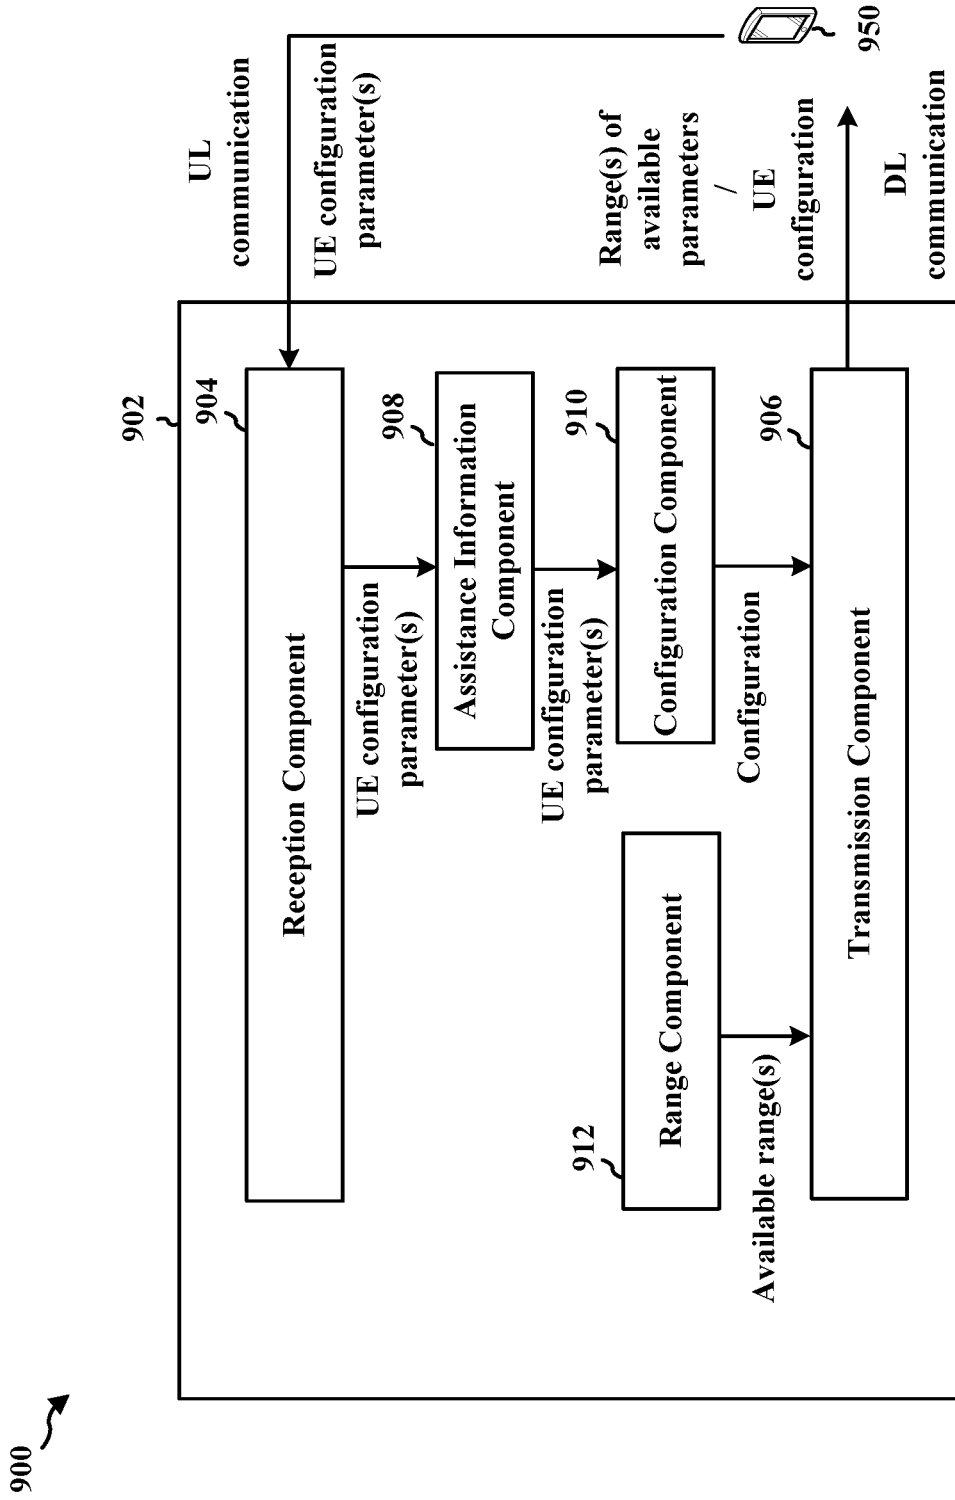 900
902
904
Reception Component
UL
communication
UE configuration
parameter(s)
950
UE configuration
parameter(s)
908
Assistance Information
Component
UE configuration
parameter(s)
910
Configuration Component
Configuration
912
Range Component
Available range(s)
906
Transmission Component
Range(s) of
available
parameters
/
UE
configuration
DL
communication